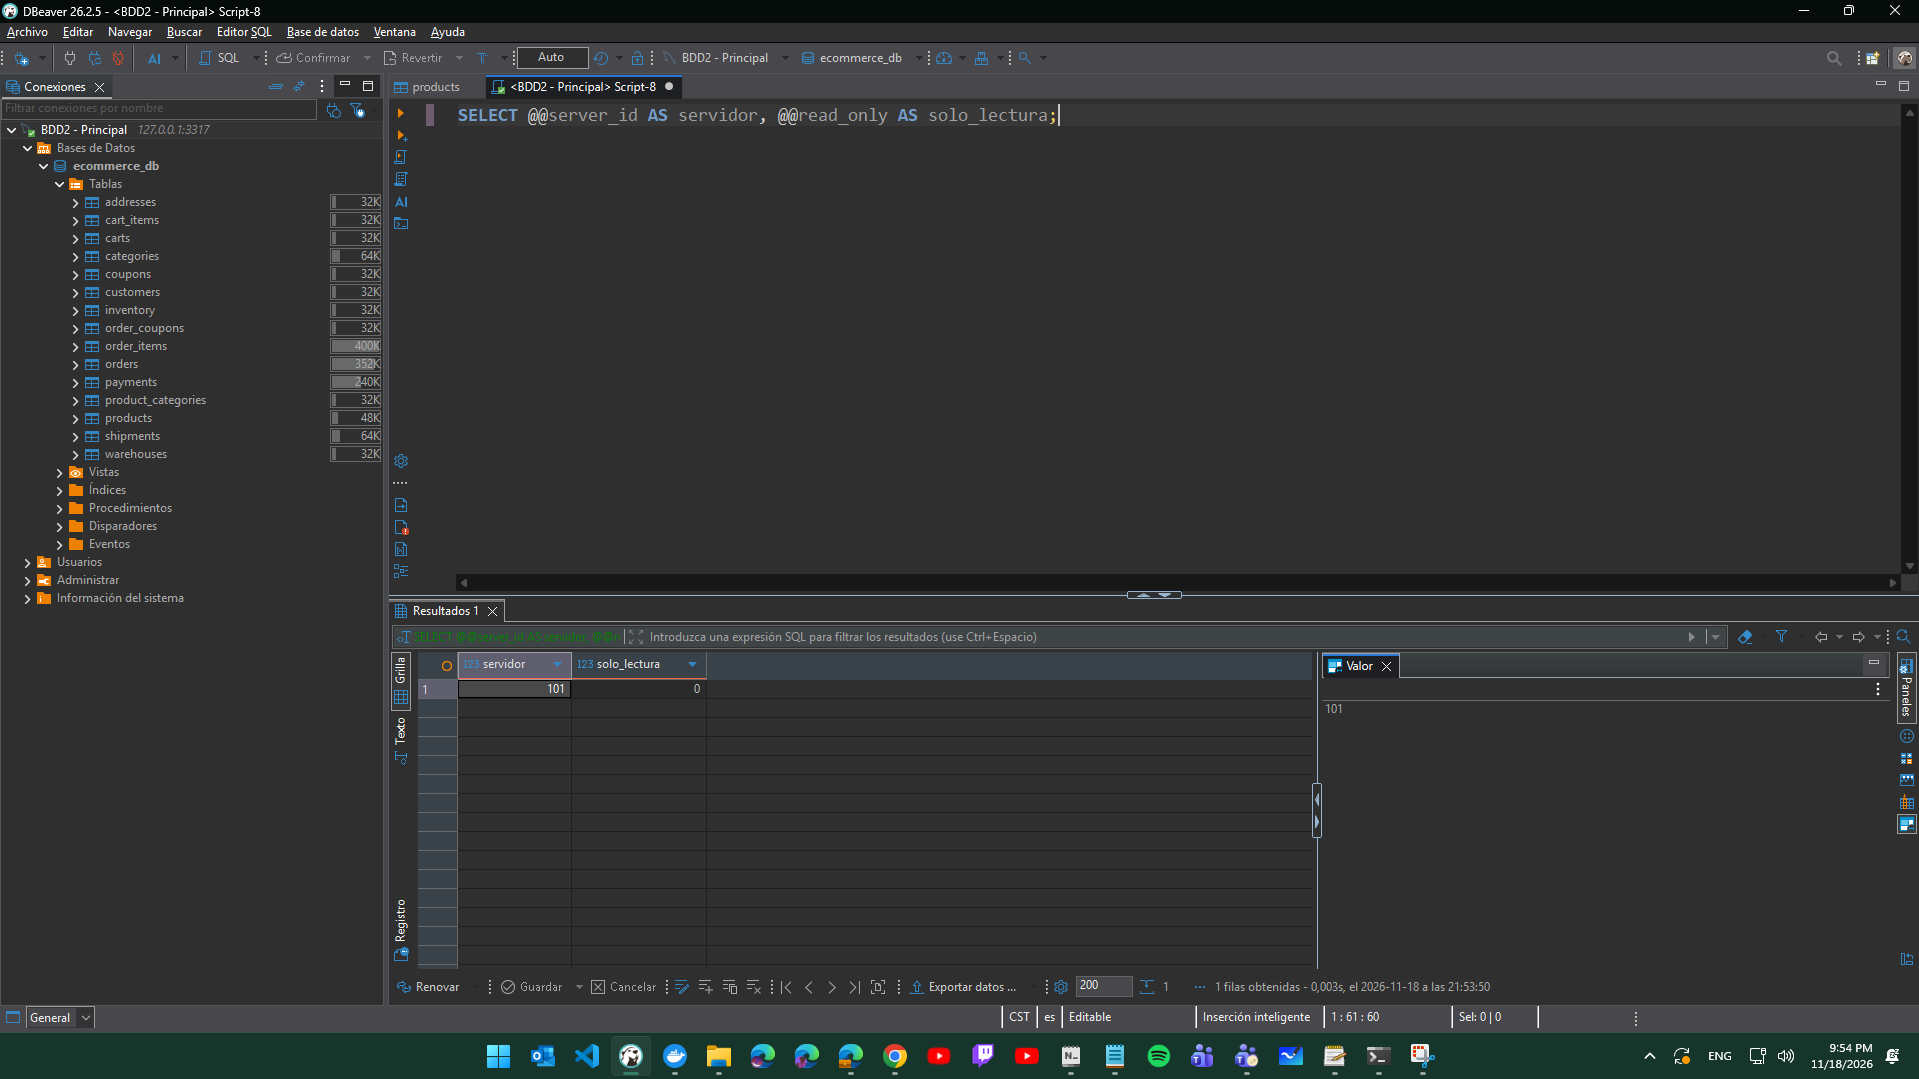 DBeaver 26.2.5 - <BDD2 - Principal> Script-8
Archivo Editar Navegar Buscar Editor SQL Base de datos Ventana Ayuda
AI SQL Confirmar Revertir T Auto BDD2 - Principal ecommerce_db
Conexiones
products
<BDD2 - Principal> Script-8
Filtrar conexiones por nombre
BDD2 - Principal 127.0.0.1:3317
Bases de Datos
ecommerce_db
Tablas
addresses 32K
cart_items 32K
carts 32K
categories 64K
coupons 32K
customers 32K
inventory 32K
order_coupons 32K
order_items 400K
orders 352K
payments 240K
product_categories 32K
products 48K
shipments 64K
warehouses 32K
Vistas
Índices
Procedimientos
Disparadores
Eventos
Usuarios
Administrar
Información del sistema
SELECT @@server_id AS servidor, @@read_only AS solo_lectura;
AI
Resultados 1
SELECT @@server_id AS servidor, @@r
Introduzca una expresión SQL para filtrar los resultados (use Ctrl+Espacio)
Grilla
Texto
Registro
123 servidor 123 solo_lectura
1 101 0
Valor
101
Paneles
Renovar Guardar Cancelar Exportar datos ... 200 1 ... 1 filas obtenidas - 0,003s, el 2026-11-18 a las 21:53:50
General
CST es Editable Inserción inteligente 1 : 61 : 60 Sel: 0 | 0
ENG
9:54 PM
11/18/2026